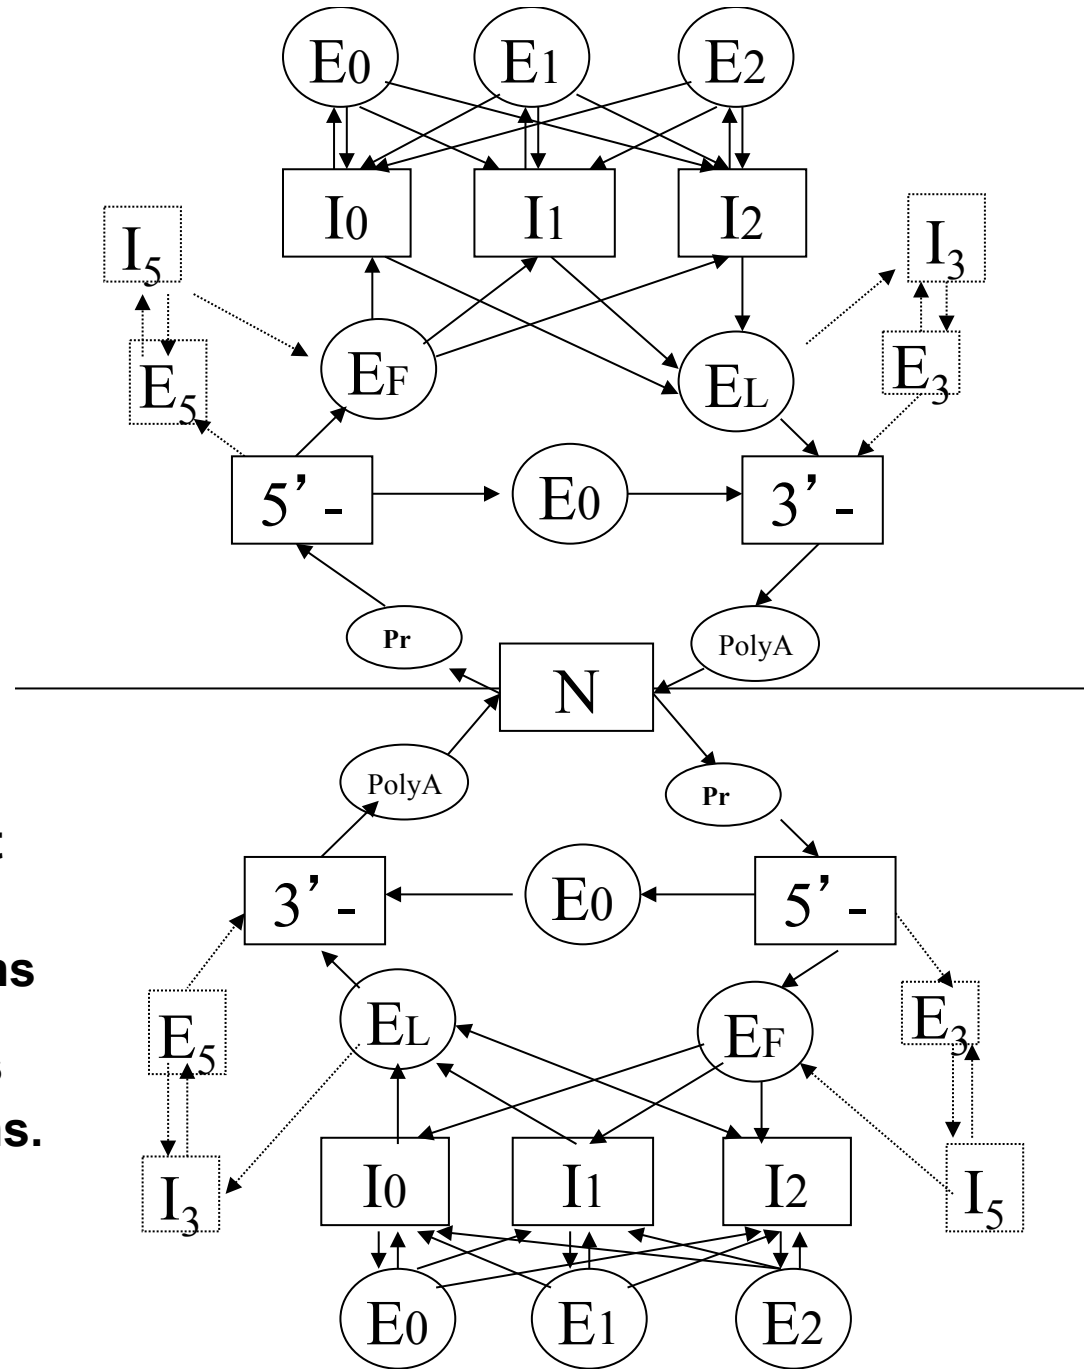 E0 E1 E2
I0 I1 I2
I5 I3
EF EL
E5 E3
5’- E0 3’-
Pr PolyA
N
PolyA Pr
3’- E0 5’-
EL EF
E5 E3
I0 I1 I2
I3 I5
E0 E1 E2